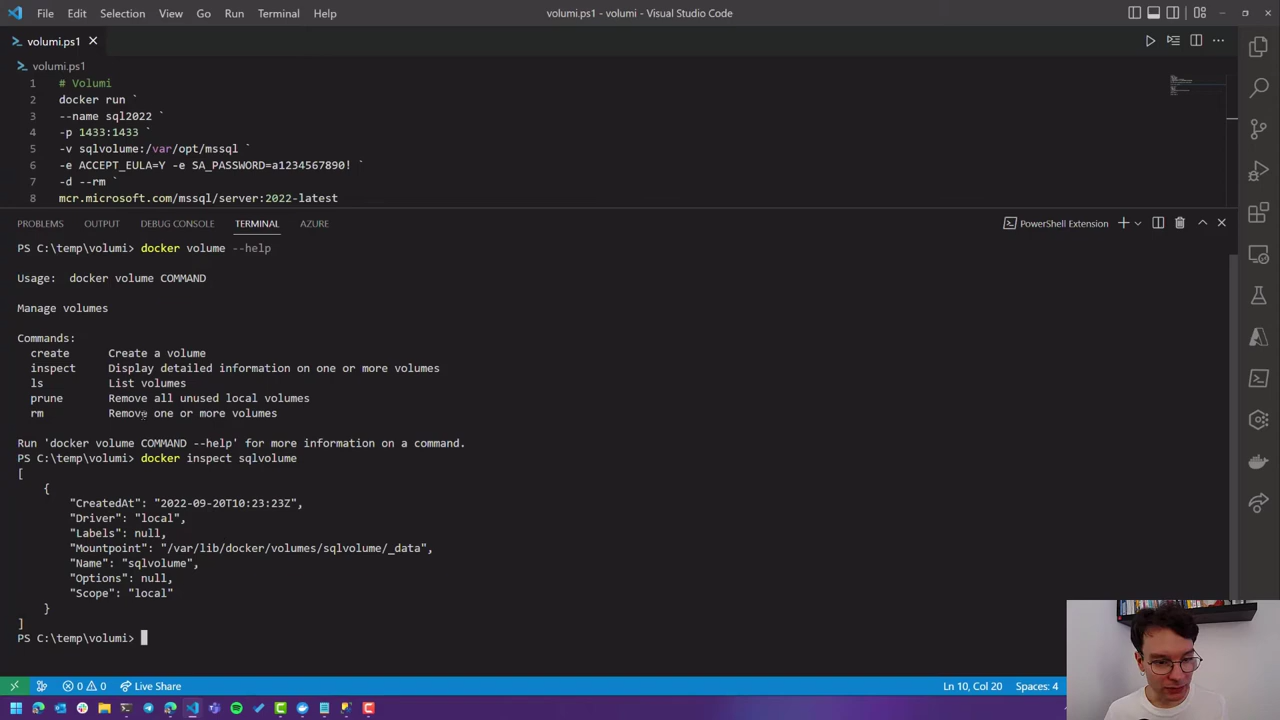 File Edit Selection View Go Run Terminal Help volumi.ps1 - volumi - Visual Studio Code
volumi.ps1
volumi.ps1
1 # Volumi
2 docker run `
3 --name sql2022 `
4 -p 1433:1433 `
5 -v sqlvolume:/var/opt/mssql `
6 -e ACCEPT_EULA=Y -e SA_PASSWORD=a1234567890! `
7 -d --rm `
8 mcr.microsoft.com/mssql/server:2022-latest
PROBLEMS OUTPUT DEBUG CONSOLE TERMINAL AZURE PowerShell Extension
PS C:\temp\volumi> docker volume --help
Usage:  docker volume COMMAND
Manage volumes
Commands:
create Create a volume
inspect Display detailed information on one or more volumes
ls List volumes
prune Remove all unused local volumes
rm Remove one or more volumes
Run 'docker volume COMMAND --help' for more information on a command.
PS C:\temp\volumi> docker inspect sqlvolume
[
{
"CreatedAt": "2022-09-20T10:23:23Z",
"Driver": "local",
"Labels": null,
"Mountpoint": "/var/lib/docker/volumes/sqlvolume/_data",
"Name": "sqlvolume",
"Options": null,
"Scope": "local"
}
]
PS C:\temp\volumi>
0 0 Live Share Ln 10, Col 20 Spaces: 4